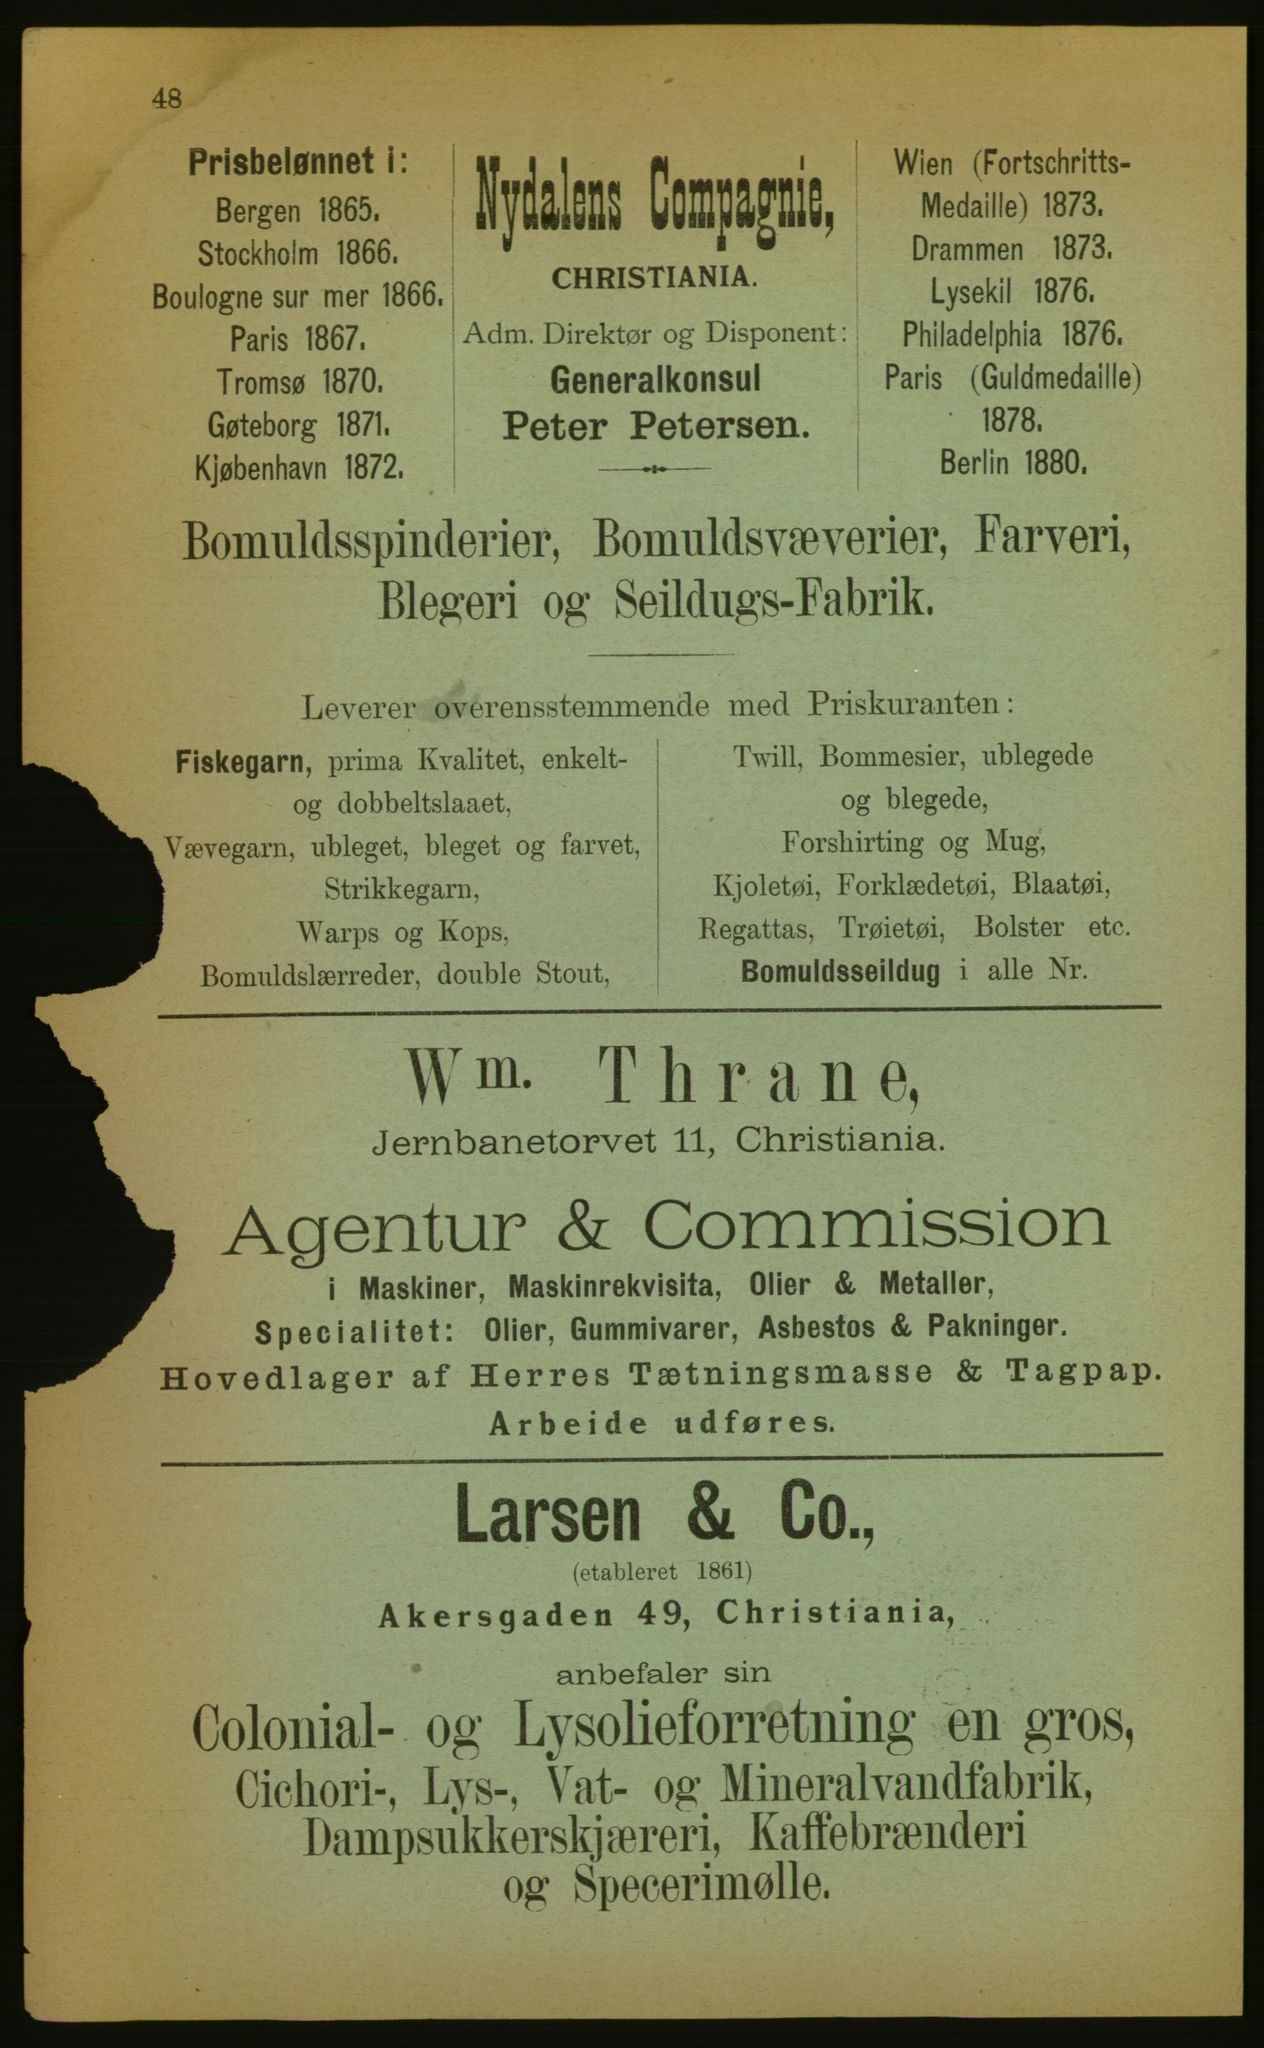 48
Prisbelønnet i:
Bergen 1865.
Stockholm 1866.
Boulogne sur mer 1866.
Paris 1867.
Tromsø 1870.
Gøteborg 1871.
Kjøbenhavn 1872.
Nydalens Compagnie,
CHRISTIANIA.
Adm. Direktør og Disponent:
Generalkonsul
Peter Petersen.
Wien (Fortschritts-
Medaille) 1873.
Drammen 1873.
Lysekil 1876.
Philadelphia 1876.
Paris (Guldmedaille)
1878.
Berlin 1880.
Bomuldsspinderier, Bomuldsvæverier, Farveri,
Blegeri og Seildugs-Fabrik.
Leverer overensstemmende med Priskuranten:
Fiskegarn, prima Kvalitet, enkelt-
og dobbeltslaaet,
Vævegarn, ubleget, bleget og farvet,
Strikkegarn,
Warps og Kops,
Bomuldslærreder, double Stout,
Twill, Bommesier, ublegede
og blegede,
Forshirting og Mug,
Kjoletøi, Forklædetøi, Blaatøi,
Regattas, Trøietøi, Bolster etc.
Bomuldsseildug i alle Nr.
Wm. Thrane,
Jernbanetorvet 11, Christiania.
Agentur & Commission
i Maskiner, Maskinrekvisita, Olier & Metaller,
Specialitet: Olier, Gummivarer, Asbestos & Pakninger.
Hovedlager af Herres Tætningsmasse & Tagpap.
Arbeide udføres.
Larsen & Co.,
(etableret 1861)
Akersgaden 49, Christiania,
anbefaler sin
Colonial- og Lysolieforretning en gros,
Cichori-, Lys-, Vat- og Mineralvandfabrik,
Dampsukkerskjæreri, Kaffebrænderi
og Specerimølle.